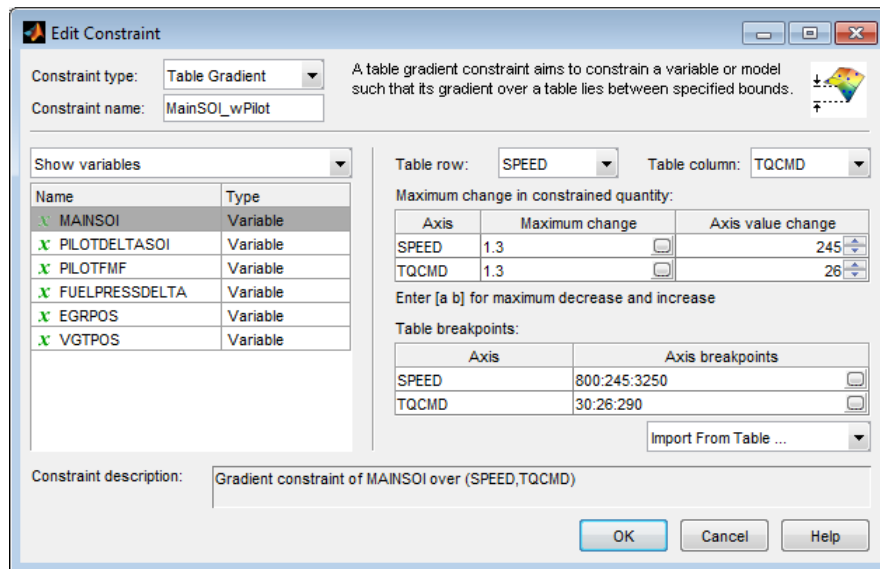 Edit Constraint
Constraint type: Table Gradient
A table gradient constraint aims to constrain a variable or model
such that its gradient over a table lies between specified bounds.
Constraint name: MainSOI_wPilot
Show variables
Name Type
x MAINSOI Variable
x PILOTDELTASOI Variable
x PILOTFMF Variable
x FUELPRESSDELTA Variable
x EGRPOS Variable
x VGTPOS Variable
Table row: SPEED Table column: TQCMD
Maximum change in constrained quantity:
Axis Maximum change Axis value change
SPEED 1.3 ... 245
TQCMD 1.3 ... 26
Enter [a b] for maximum decrease and increase
Table breakpoints:
Axis Axis breakpoints
SPEED 800:245:3250 ...
TQCMD 30:26:290 ...
Import From Table ...
Constraint description: Gradient constraint of MAINSOI over (SPEED,TQCMD)
OK Cancel Help